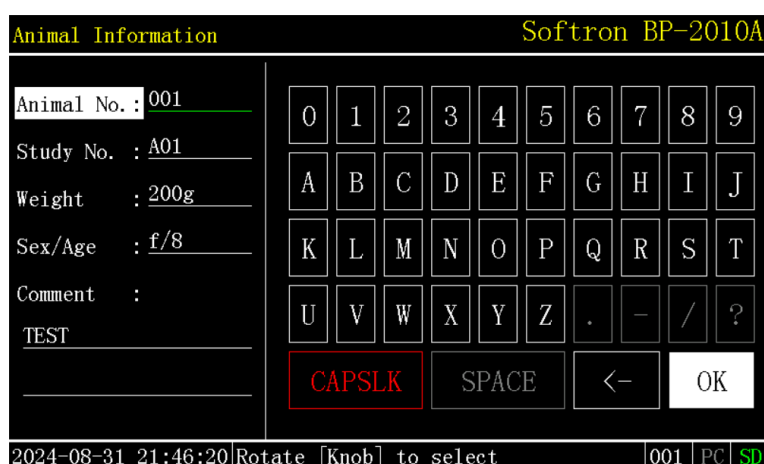 Animal Information Softron BP-2010A
Animal No.: 001
Study No. : A01
Weight : 200g
Sex/Age : f/8
Comment :
TEST
0 1 2 3 4 5 6 7 8 9
A B C D E F G H I J
K L M N O P Q R S T
U V W X Y Z . - / ?
CAPSLK SPACE <- OK
2024-08-31 21:46:20 Rotate [Knob] to select 001 PC SD